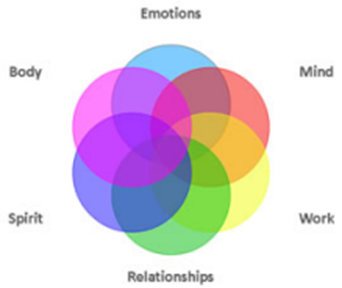 Emotions
Body
Mind
Spirit
Work
Relationships